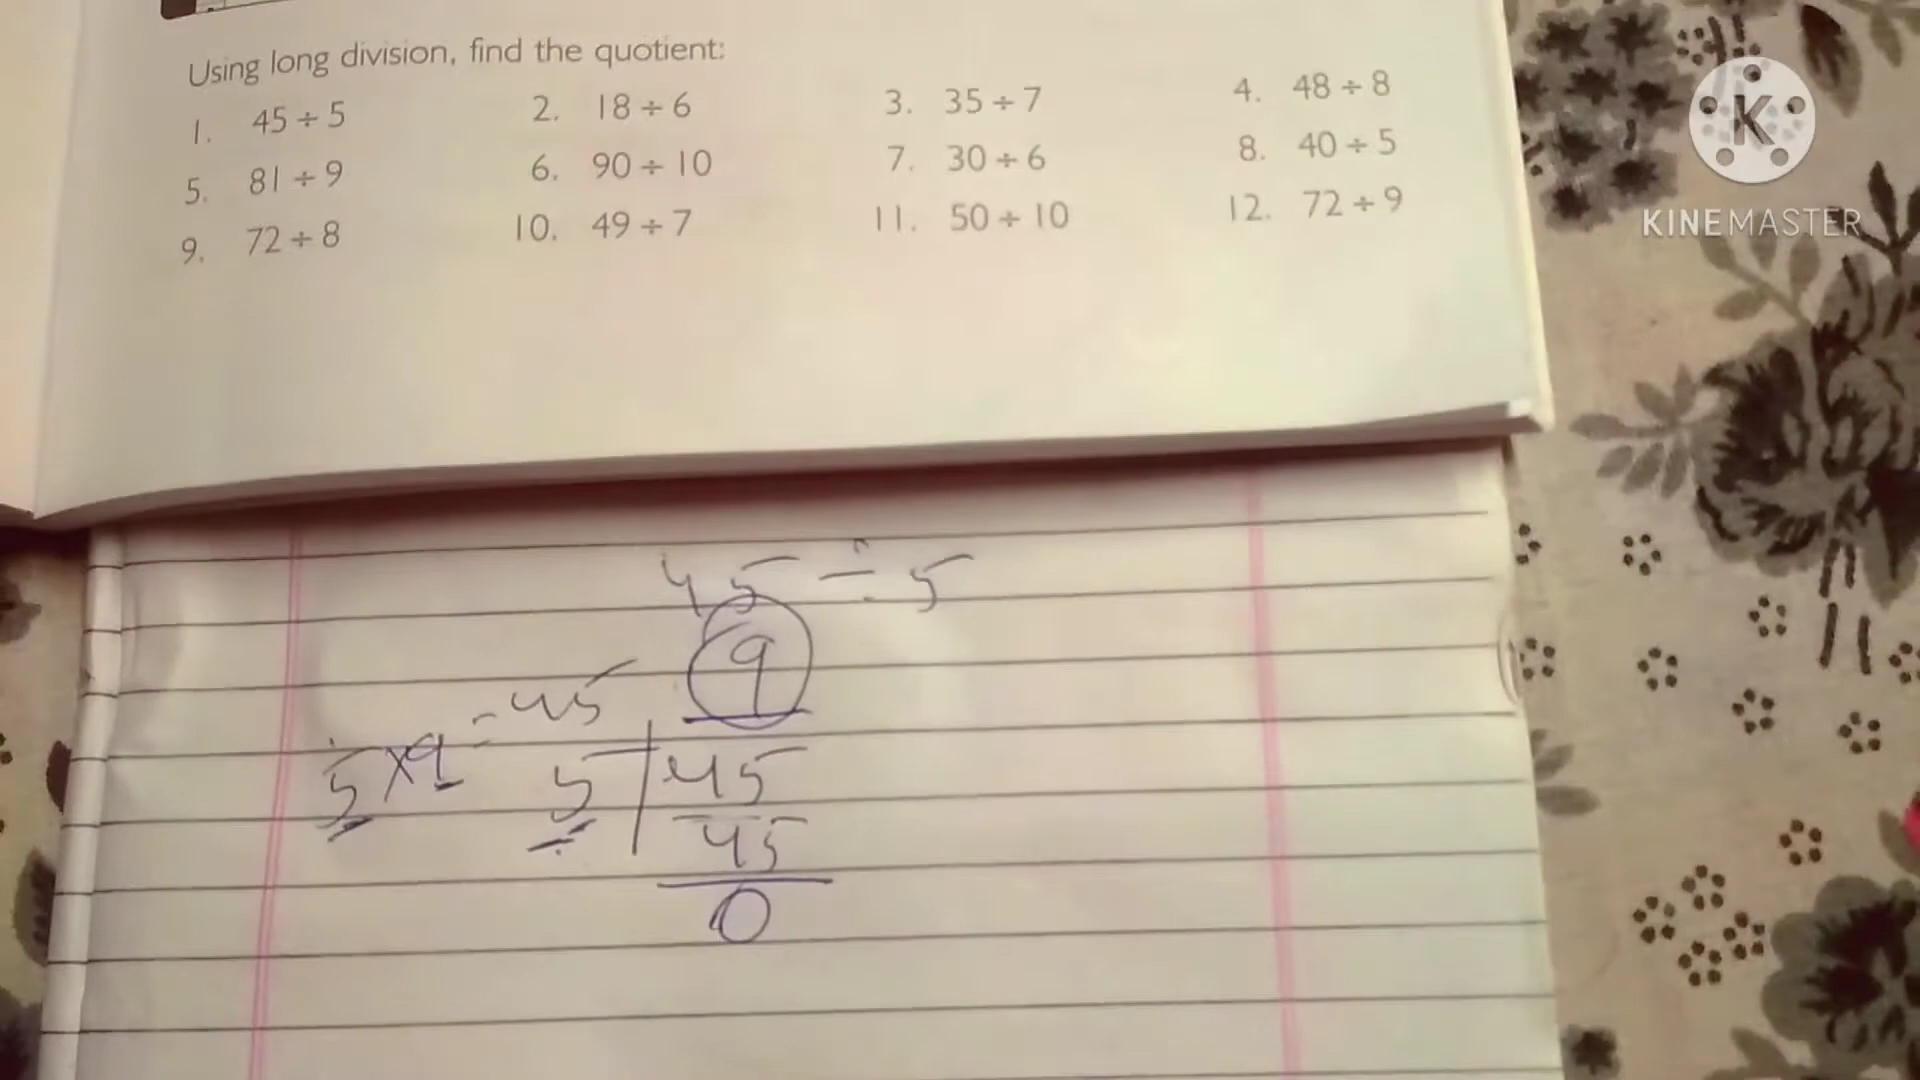 Using long division, find the quotient:
1. 45 ÷ 5 2. 18 ÷ 6 3. 35 ÷ 7 4. 48 ÷ 8
5. 81 ÷ 9 6. 90 ÷ 10 7. 30 ÷ 6 8. 40 ÷ 5
9. 72 ÷ 8 10. 49 ÷ 7 11. 50 ÷ 10 12. 72 ÷ 9
K
KINEMASTER
45 ÷ 5
9
5 x 9 = 45
5 45
45
0